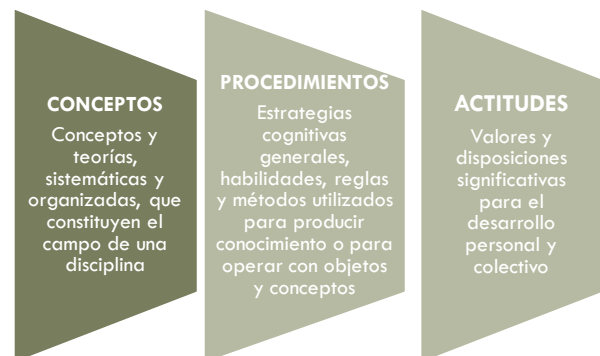 CONCEPTOS
Conceptos y
teorías,
sistemáticas y
organizadas, que
constituyen el
campo de una
disciplina
PROCEDIMIENTOS
Estrategias
cognitivas
generales,
habilidades, reglas
y métodos utilizados
para producir
conocimiento o para
operar con objetos
y conceptos
ACTITUDES
Valores y
disposiciones
significativas
para el
desarrollo
personal y
colectivo